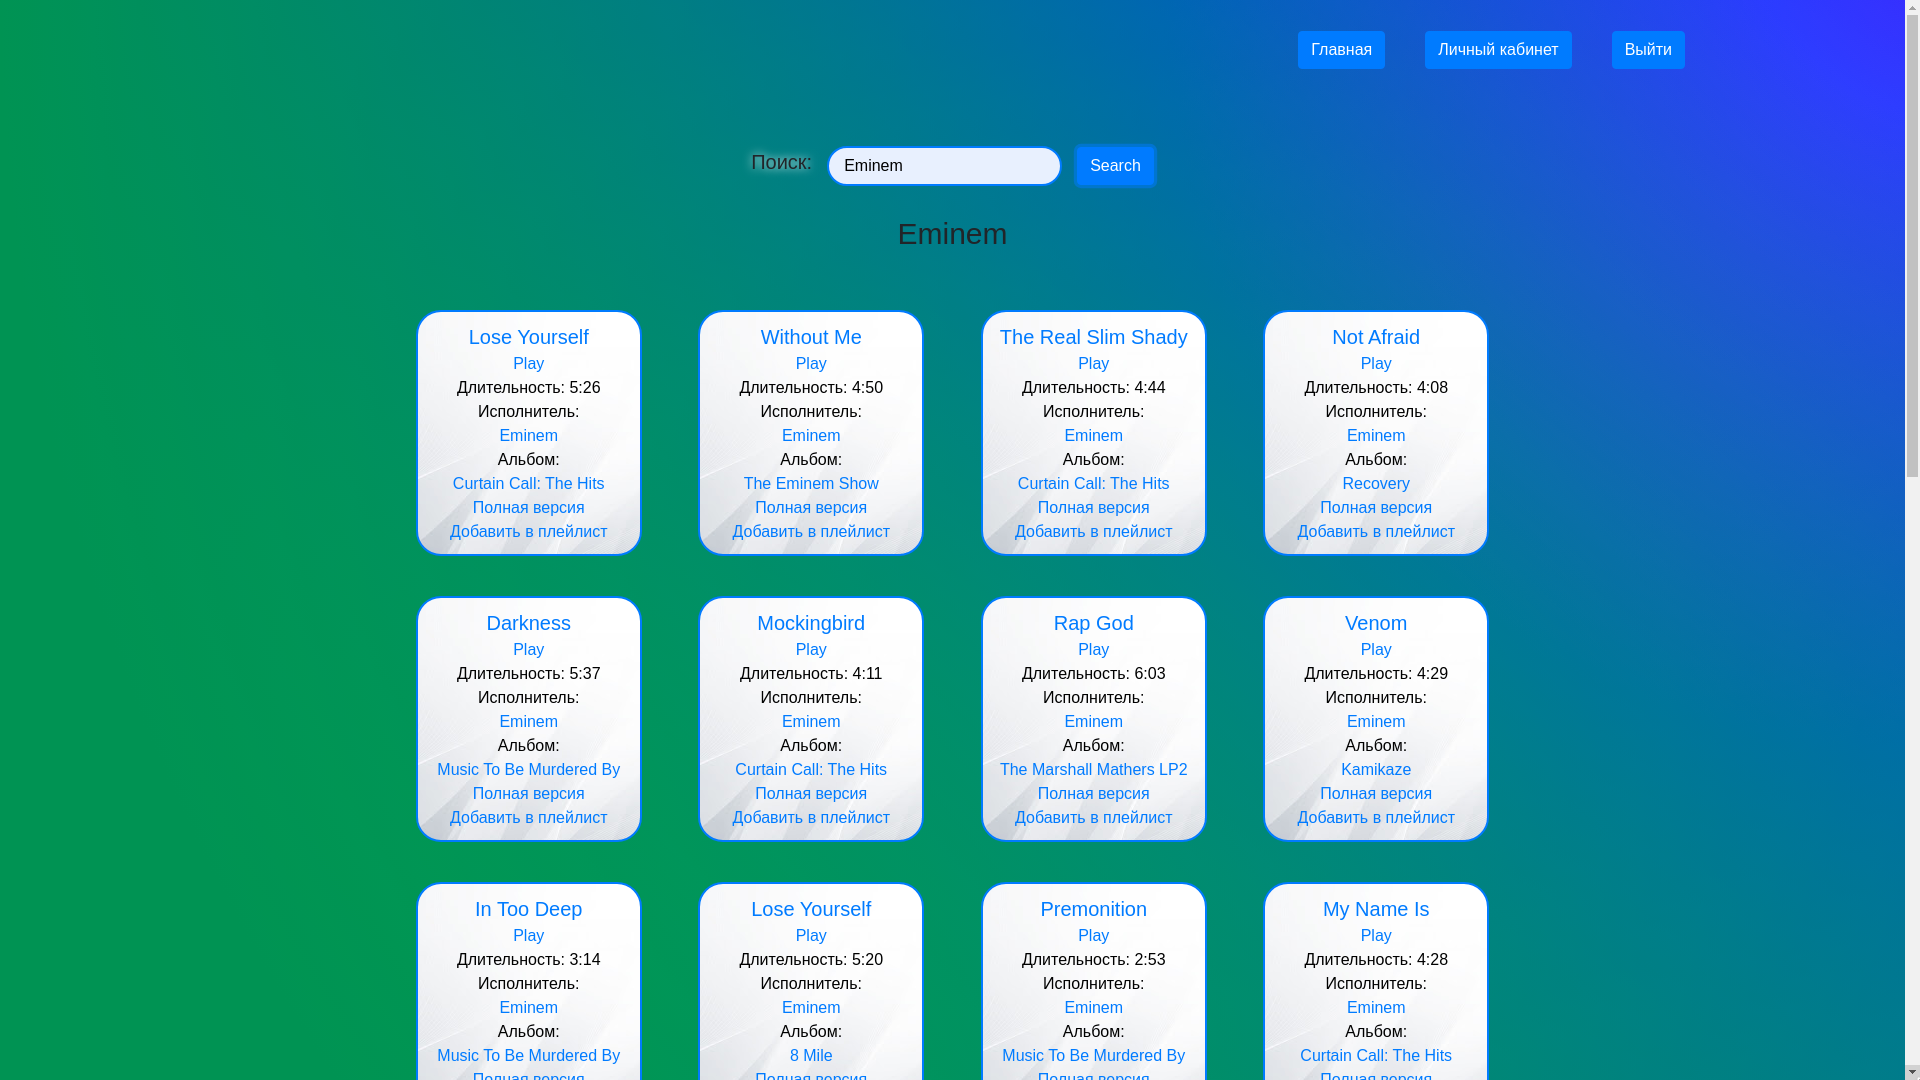 Главная Личный кабинет Выйти
Поиск: Eminem Search
Eminem
Lose Yourself
Play
Длительность: 5:26
Исполнитель:
Eminem
Альбом:
Curtain Call: The Hits
Полная версия
Добавить в плейлист
Without Me
Play
Длительность: 4:50
Исполнитель:
Eminem
Альбом:
The Eminem Show
Полная версия
Добавить в плейлист
The Real Slim Shady
Play
Длительность: 4:44
Исполнитель:
Eminem
Альбом:
Curtain Call: The Hits
Полная версия
Добавить в плейлист
Not Afraid
Play
Длительность: 4:08
Исполнитель:
Eminem
Альбом:
Recovery
Полная версия
Добавить в плейлист
Darkness
Play
Длительность: 5:37
Исполнитель:
Eminem
Альбом:
Music To Be Murdered By
Полная версия
Добавить в плейлист
Mockingbird
Play
Длительность: 4:11
Исполнитель:
Eminem
Альбом:
Curtain Call: The Hits
Полная версия
Добавить в плейлист
Rap God
Play
Длительность: 6:03
Исполнитель:
Eminem
Альбом:
The Marshall Mathers LP2
Полная версия
Добавить в плейлист
Venom
Play
Длительность: 4:29
Исполнитель:
Eminem
Альбом:
Kamikaze
Полная версия
Добавить в плейлист
In Too Deep
Play
Длительность: 3:14
Исполнитель:
Eminem
Альбом:
Music To Be Murdered By
Полная версия
Lose Yourself
Play
Длительность: 5:20
Исполнитель:
Eminem
Альбом:
8 Mile
Полная версия
Premonition
Play
Длительность: 2:53
Исполнитель:
Eminem
Альбом:
Music To Be Murdered By
Полная версия
My Name Is
Play
Длительность: 4:28
Исполнитель:
Eminem
Альбом:
Curtain Call: The Hits
Полная версия